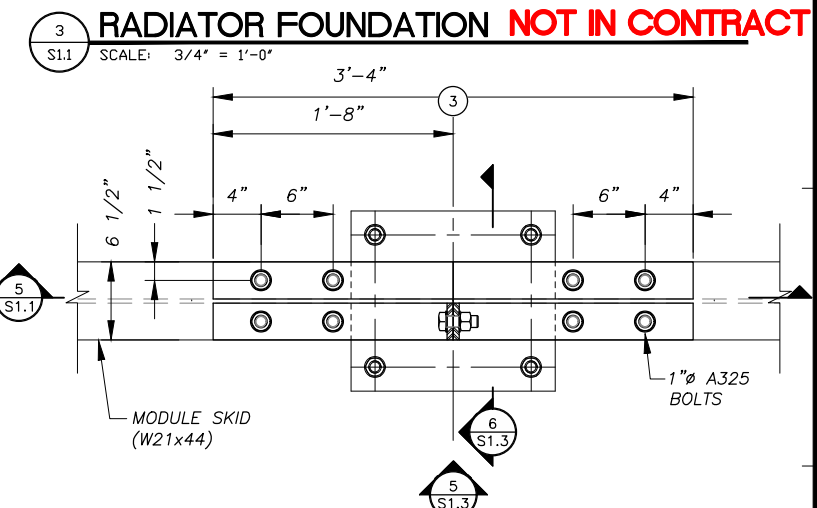 3
S1.1
RADIATOR FOUNDATION NOT IN CONTRACT
SCALE: 3/4" = 1'-0"
3'-4"
3
1'-8"
6 1/2"
1 1/2"
4"
6"
6"
4"
5
S1.1
1"ø A325
BOLTS
MODULE SKID
(W21x44)
6
S1.3
5
S1.3